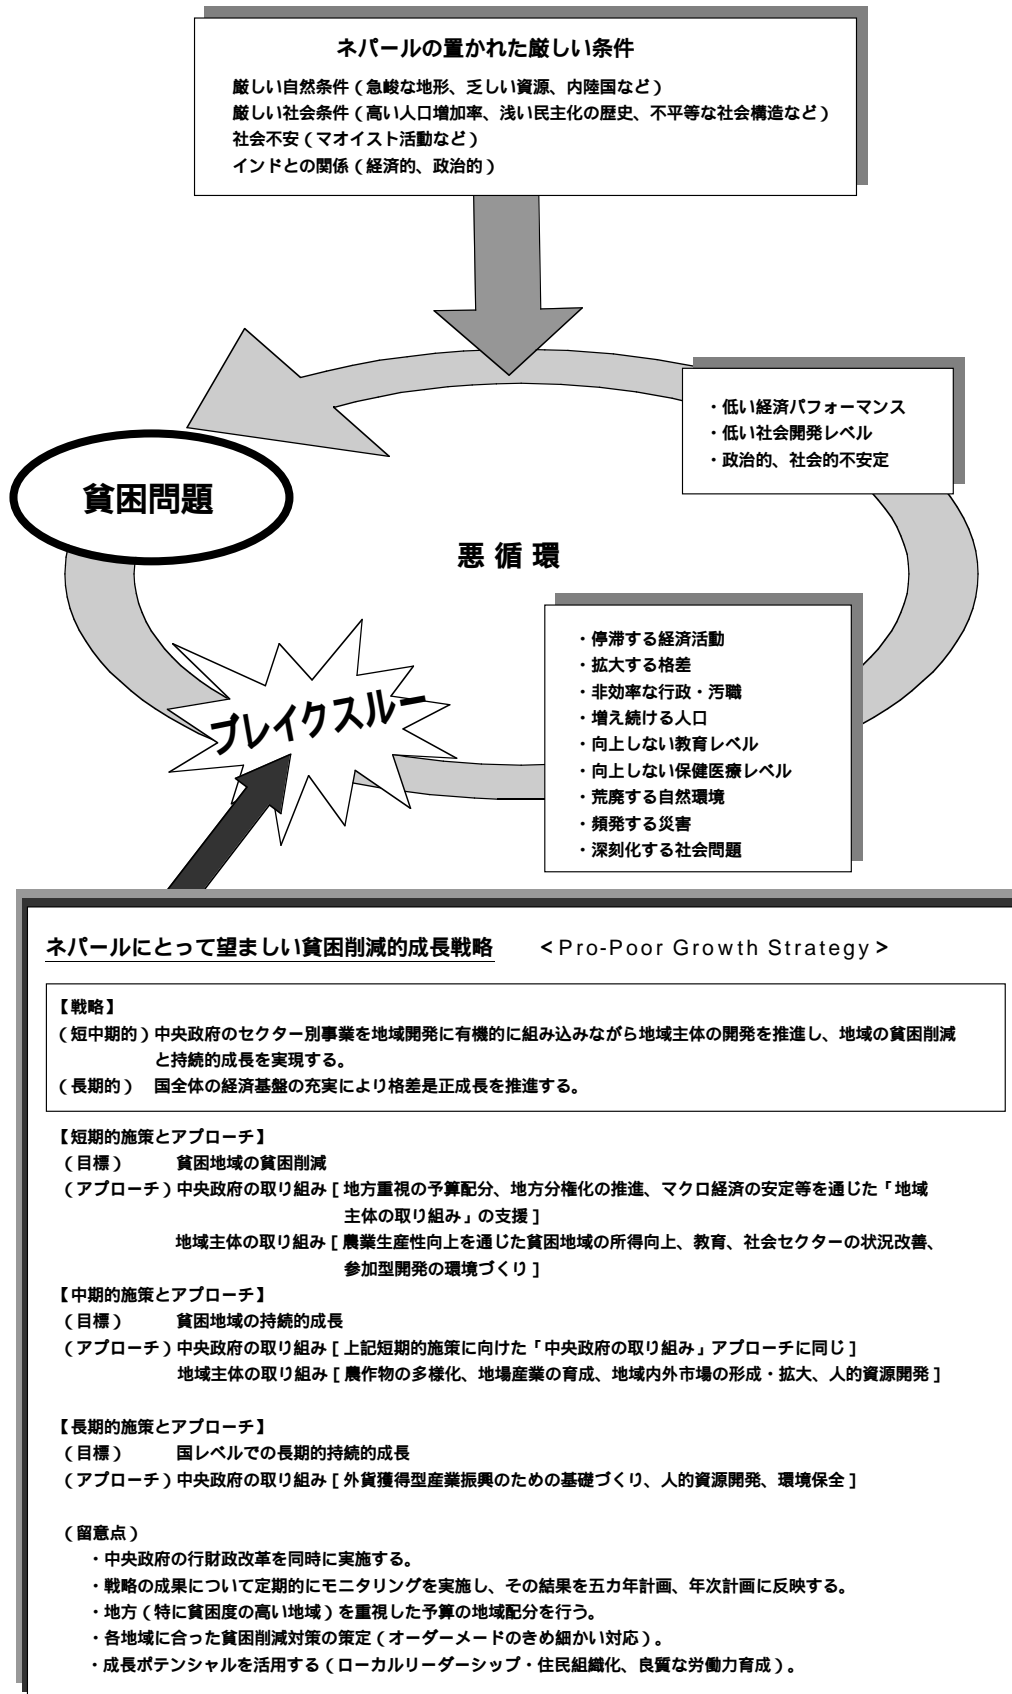 ネパールの置かれた厳しい条件
厳しい自然条件（急峻な地形、乏しい資源、内陸国など）
厳しい社会条件（高い人口増加率、浅い民主化の歴史、不平等な社会構造など）
社会不安（マオイスト活動など）
インドとの関係（経済的、政治的）
・低い経済パフォーマンス
・低い社会開発レベル
・政治的、社会的不安定
貧困問題
悪循環
・停滞する経済活動
・拡大する格差
・非効率な行政・汚職
・増え続ける人口
・向上しない教育レベル
・向上しない保健医療レベル
・荒廃する自然環境
・頻発する災害
・深刻化する社会問題
ブレイクスルー
ネパールにとって望ましい貧困削減的成長戦略　＜Pro-Poor Growth Strategy＞
【戦略】
（短中期的）中央政府のセクター別事業を地域開発に有機的に組み込みながら地域主体の開発を推進し、地域の貧困削減
と持続的成長を実現する。
（長期的）　国全体の経済基盤の充実により格差是正成長を推進する。
【短期的施策とアプローチ】
（目標）　貧困地域の貧困削減
（アプローチ）中央政府の取り組み［地方重視の予算配分、地方分権化の推進、マクロ経済の安定等を通じた「地域
主体の取り組み」の支援］
地域主体の取り組み［農業生産性向上を通じた貧困地域の所得向上、教育、社会セクターの状況改善、
参加型開発の環境づくり］
【中期的施策とアプローチ】
（目標）　貧困地域の持続的成長
（アプローチ）中央政府の取り組み［上記短期的施策に向けた「中央政府の取り組み」アプローチに同じ］
地域主体の取り組み［農作物の多様化、地場産業の育成、地域内外市場の形成・拡大、人的資源開発］
【長期的施策とアプローチ】
（目標）　国レベルでの長期的持続的成長
（アプローチ）中央政府の取り組み［外貨獲得型産業振興のための基礎づくり、人的資源開発、環境保全］
（留意点）
・中央政府の行財政改革を同時に実施する。
・戦略の成果について定期的にモニタリングを実施し、その結果を五カ年計画、年次計画に反映する。
・地方（特に貧困度の高い地域）を重視した予算の地域配分を行う。
・各地域に合った貧困削減対策の策定（オーダーメードのきめ細かい対応）。
・成長ポテンシャルを活用する（ローカルリーダーシップ・住民組織化、良質な労働力育成）。